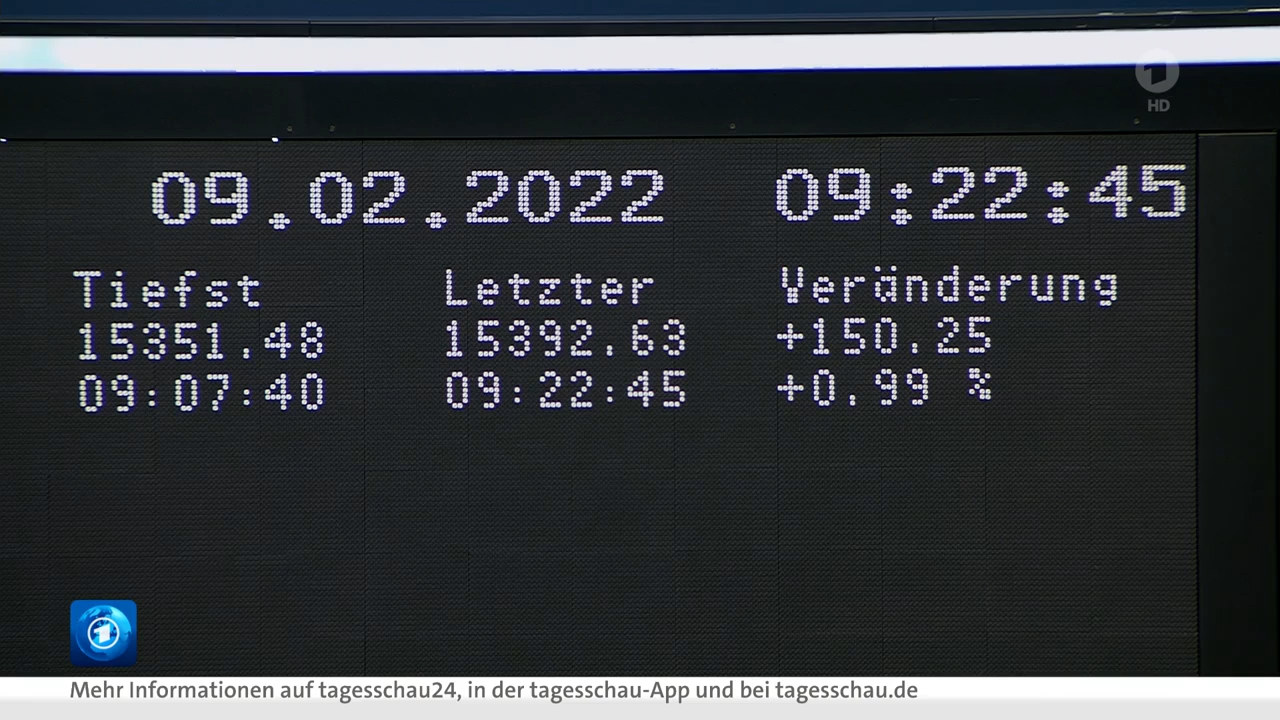 HD
09.02.2022 09:22:45
Tiefst Letzter Veränderung
15351.48 15392.63 +150.25
09:07:40 09:22:45 +0.99 %
Mehr Informationen auf tagesschau24, in der tagesschau-App und bei tagesschau.de